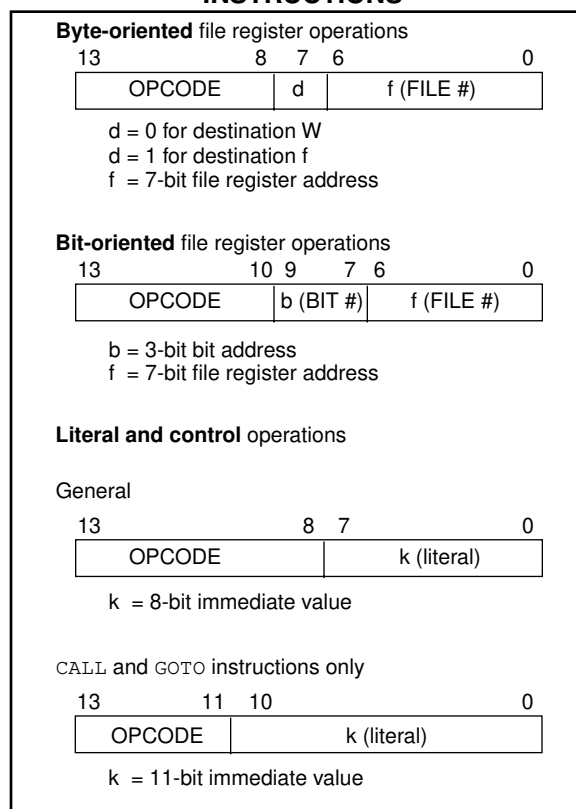 INSTRUCTIONS
Byte-oriented file register operations
13 8 7 6 0
OPCODE d f (FILE #)
d = 0 for destination W
d = 1 for destination f
f = 7-bit file register address
Bit-oriented file register operations
13 10 9 7 6 0
OPCODE b (BIT #) f (FILE #)
b = 3-bit bit address
f = 7-bit file register address
Literal and control operations
General
13 8 7 0
OPCODE k (literal)
k = 8-bit immediate value
CALL and GOTO instructions only
13 11 10 0
OPCODE k (literal)
k = 11-bit immediate value